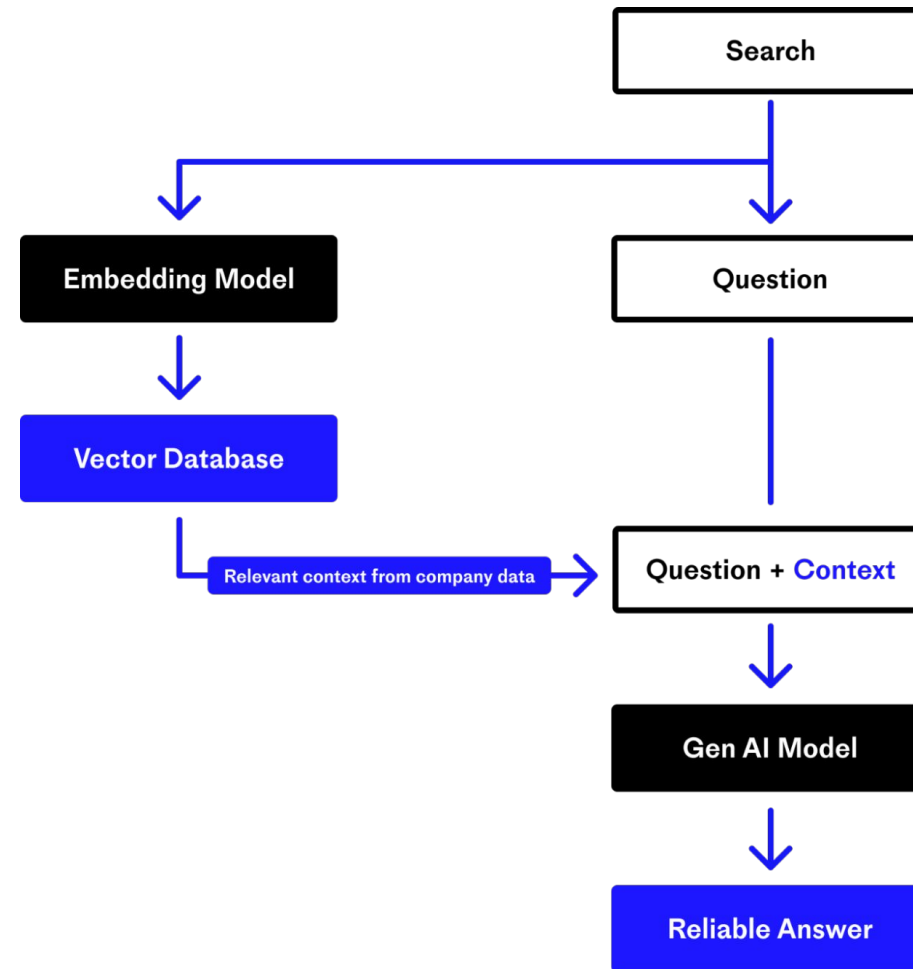 Search
Embedding Model
Question
Vector Database
Relevant context from company data
Question + Context
Gen AI Model
Reliable Answer